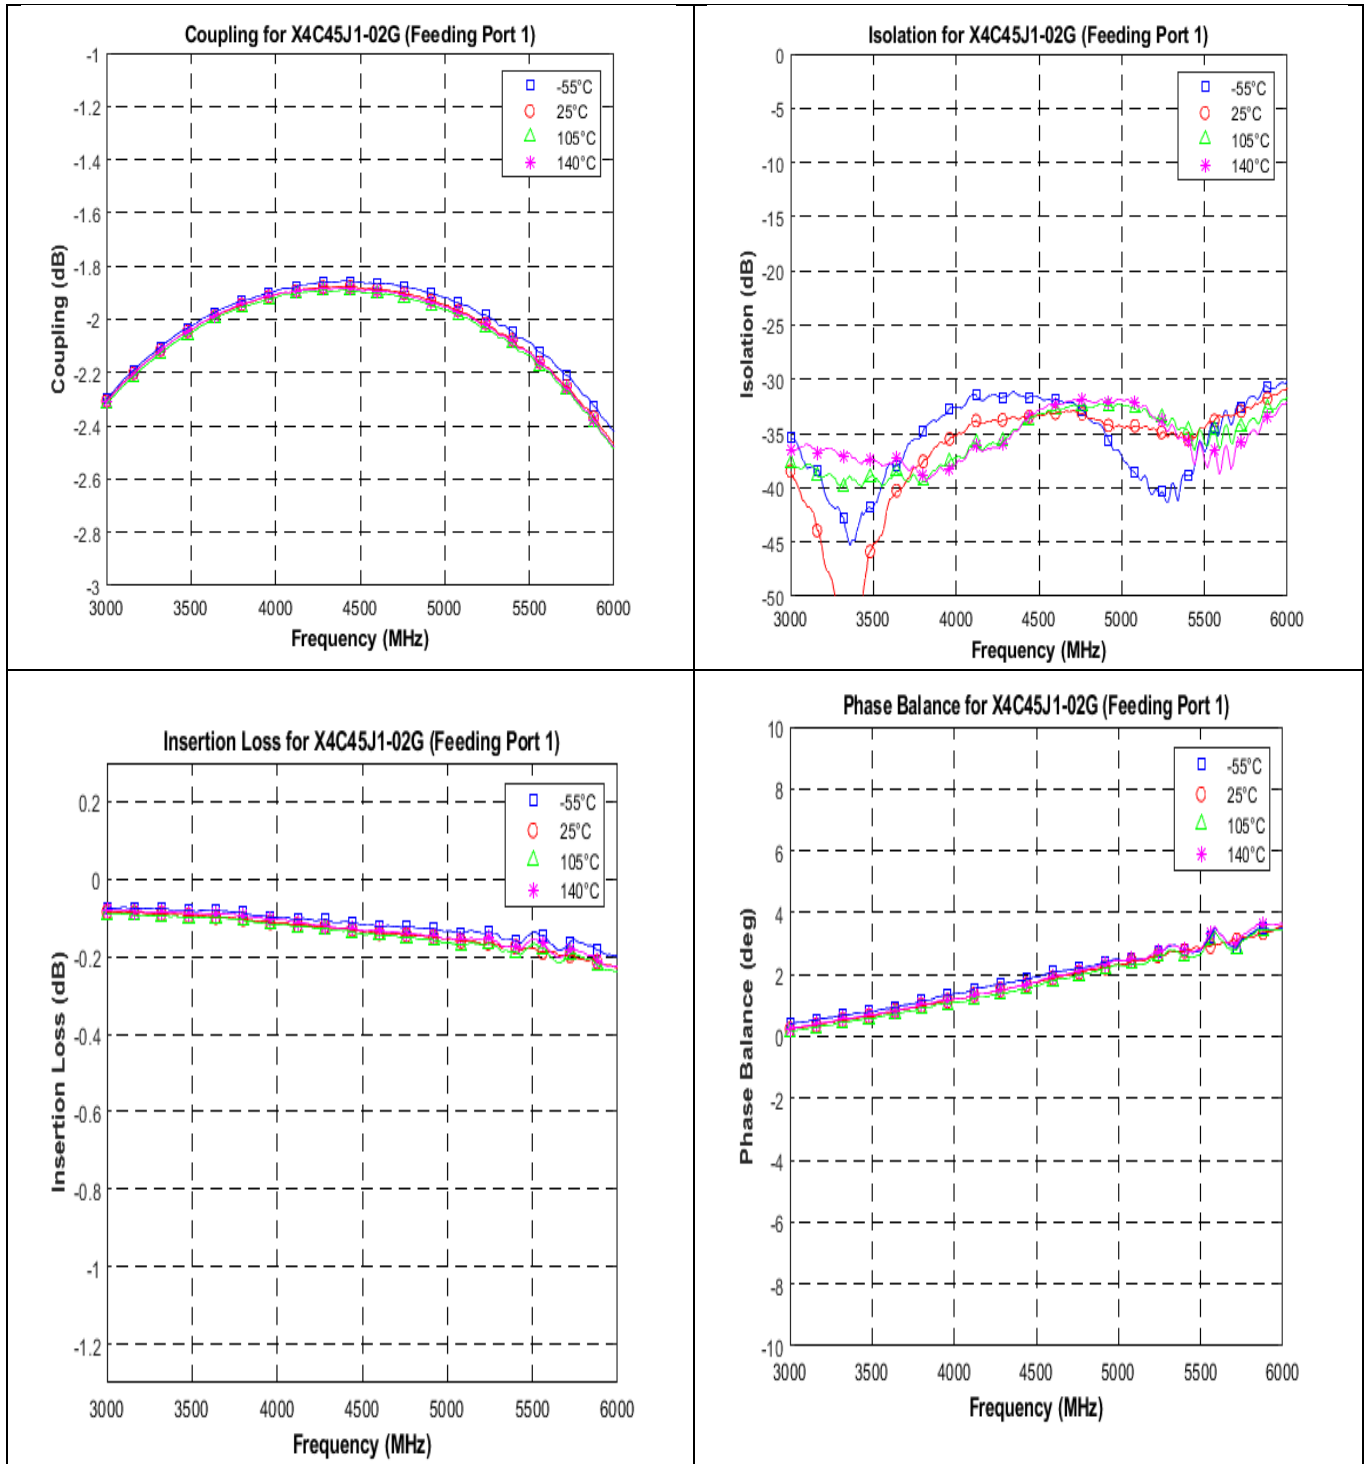 Coupling for X4C45J1-02G (Feeding Port 1)
-1
-1.2
-1.4
-1.6
-1.8
-2
-2.2
-2.4
-2.6
-2.8
-3
Coupling (dB)
-55°C
25°C
105°C
140°C
3000 3500 4000 4500 5000 5500 6000
Frequency (MHz)
Isolation for X4C45J1-02G (Feeding Port 1)
0
-5
-10
-15
-20
-25
-30
-35
-40
-45
-50
Isolation (dB)
-55°C
25°C
105°C
140°C
3000 3500 4000 4500 5000 5500 6000
Frequency (MHz)
Insertion Loss for X4C45J1-02G (Feeding Port 1)
0.2
0
-0.2
-0.4
-0.6
-0.8
-1
-1.2
Insertion Loss (dB)
-55°C
25°C
105°C
140°C
3000 3500 4000 4500 5000 5500 6000
Frequency (MHz)
Phase Balance for X4C45J1-02G (Feeding Port 1)
10
8
6
4
2
0
-2
-4
-6
-8
-10
Phase Balance (deg)
-55°C
25°C
105°C
140°C
3000 3500 4000 4500 5000 5500 6000
Frequency (MHz)